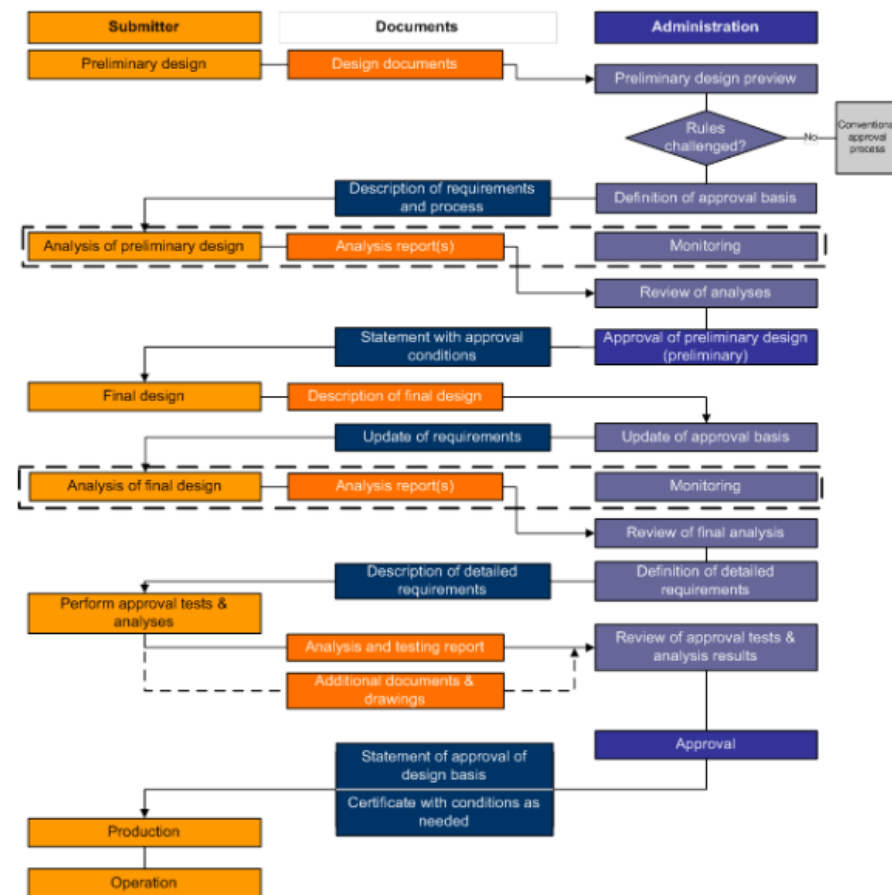 Submitter
Documents
Administration
Preliminary design
Design documents
Preliminary design preview
Rules
challenged?
No
Conventional
approval
process
Description of requirements
and process
Definition of approval basis
Analysis of preliminary design
Analysis report(s)
Monitoring
Review of analyses
Statement with approval
conditions
Approval of preliminary design
(preliminary)
Final design
Description of final design
Update of requirements
Update of approval basis
Analysis of final design
Analysis report(s)
Monitoring
Review of final analysis
Description of detailed
requirements
Definition of detailed
requirements
Perform approval tests &
analyses
Analysis and testing report
Review of approval tests &
analysis results
Additional documents &
drawings
Approval
Statement of approval of
design basis
Certificate with conditions as
needed
Production
Operation